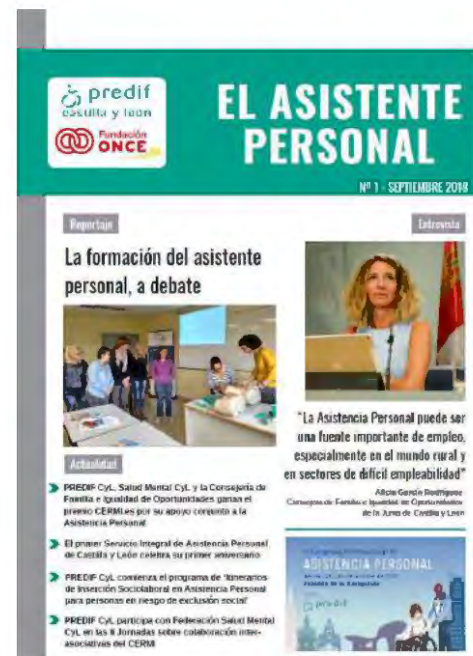 predif
castilla y león
Fundación
ONCE
EL ASISTENTE
PERSONAL
Nº 1 - SEPTIEMBRE 2018
Reportaje
La formación del asistente
personal, a debate
Actualidad
PREDIF CyL, Salud Mental CyL y la Consejería de
Familia e Igualdad de Oportunidades ganan el
premio CERMI.es por su apoyo conjunto a la
Asistencia Personal
El primer Servicio Integral de Asistencia Personal
de Castilla y León celebra su primer aniversario
PREDIF CyL comienza el programa de "Itinerarios
de Inserción Sociolaboral en Asistencia Personal
para personas en riesgo de exclusión social"
PREDIF CyL participa con Federación Salud Mental
CyL en las II Jornadas sobre colaboración inter-
asociativas del CERMI
Entrevista
"La Asistencia Personal puede ser
una fuente importante de empleo,
especialmente en el mundo rural y
en sectores de difícil empleabilidad"
Alicia García Rodríguez
Consejera de Familia e Igualdad de Oportunidades
de la Junta de Castilla y León
ASISTENCIA PERSONAL
predif